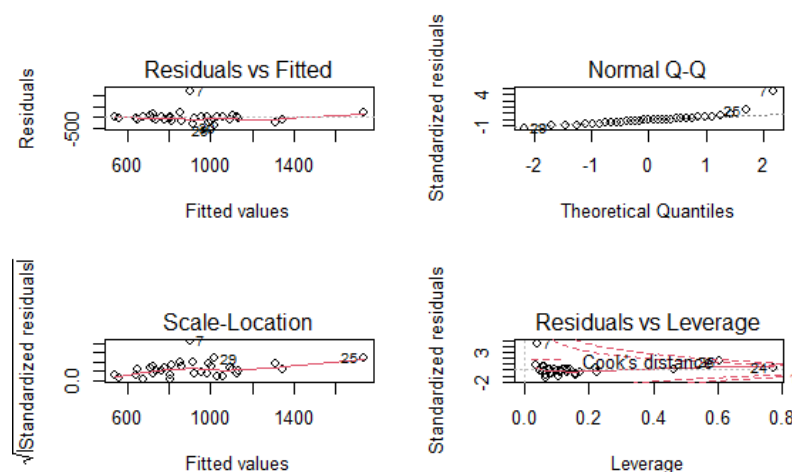 Residuals vs Fitted
Residuals
-500
7
29
600 1000 1400
Fitted values
Normal Q-Q
Standardized residuals
-1 4
7
25
29
-2 -1 0 1 2
Theoretical Quantiles
Scale-Location
√|Standardized residuals|
0.0
7
29
25
600 1000 1400
Fitted values
Residuals vs Leverage
Standardized residuals
-2 3
7
Cook's distance
24
0.0 0.2 0.4 0.6 0.8
Leverage